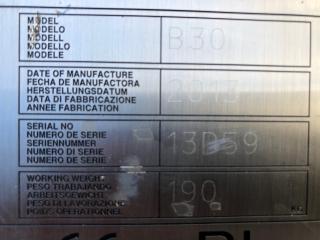 MODEL
MODELO
MODELL
MODELLO
MODELE
B30
DATE OF MANUFACTURE
FECHA DE MANUFACTORA
HERSTELLUNGSDATUM
DATA DI FABBRICAZIONE
ANNEE FABRICATION
2013
SERIAL NO
NUMERO DE SERIE
SERIENNUMMER
NUMERO DI SERIE
NUMERO DE SERIE
WORKING WEIGHT
PESO TRABAJANDO
ARBEITSGEWICHT
PESO DI LAVORAZIONE
POIDS OPERATIONNEL
190
KG